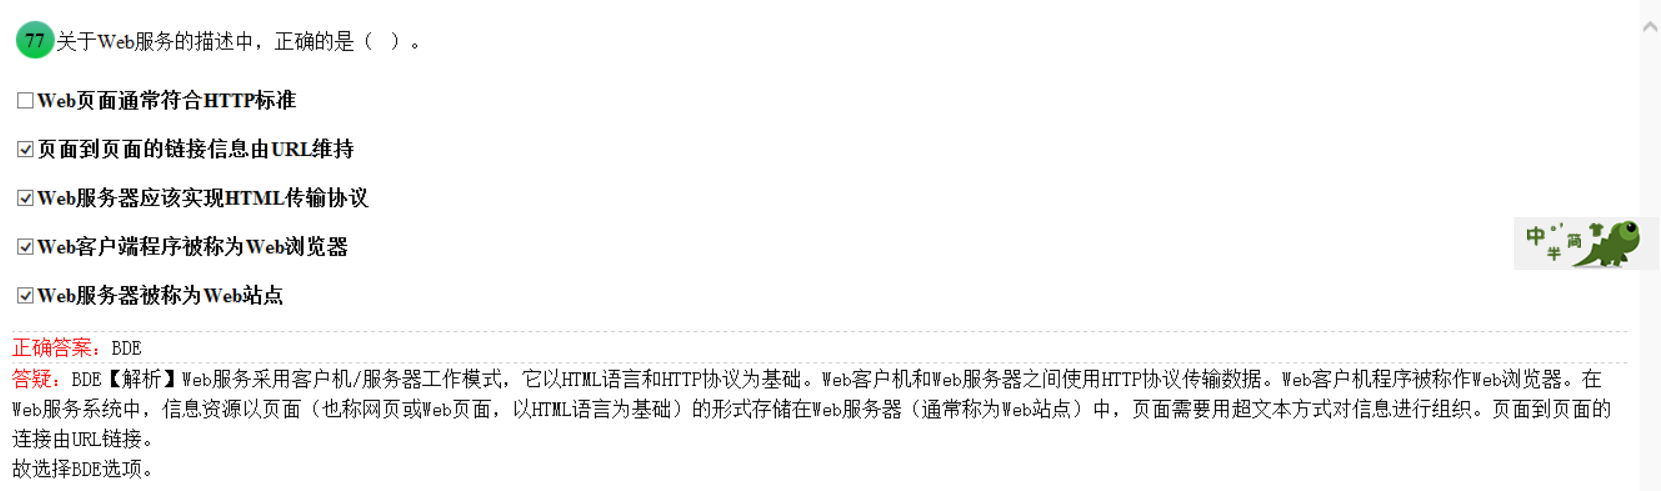 77 关于Web服务的描述中，正确的是（ ）。
Web页面通常符合HTTP标准
页面到页面的链接信息由URL维持
Web服务器应该实现HTML传输协议
Web客户端程序被称为Web浏览器
Web服务器被称为Web站点
中 °’ 简
半
正确答案：BDE
答疑：BDE【解析】Web服务采用客户机/服务器工作模式，它以HTML语言和HTTP协议为基础。Web客户机和Web服务器之间使用HTTP协议传输数据。Web客户机程序被称作Web浏览器。在
Web服务系统中，信息资源以页面（也称网页或Web页面，以HTML语言为基础）的形式存储在Web服务器（通常称为Web站点）中，页面需要用超文本方式对信息进行组织。页面到页面的
连接由URL链接。
故选择BDE选项。